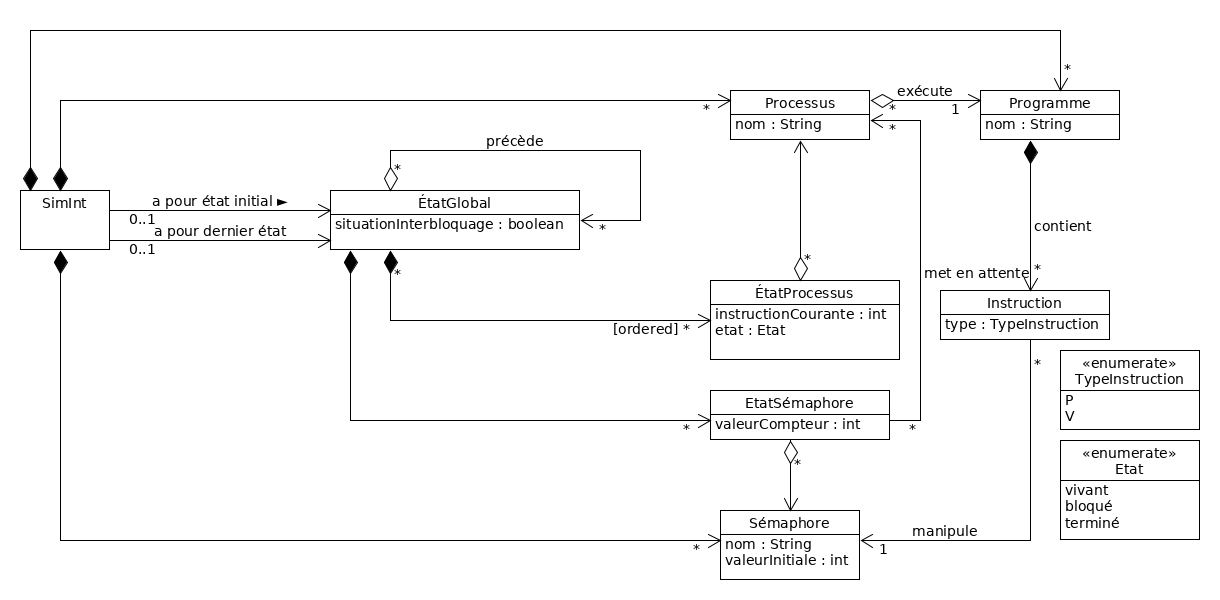 *
Processus
nom : String
*
exécute
*
1
*
Programme
nom : String
précède
*
*
SimInt
a pour état initial ►
0..1
a pour dernier état
0..1
ÉtatGlobal
situationInterbloquage : boolean
*
contient
*
met en attente
*
ÉtatProcessus
instructionCourante : int
etat : Etat
[ordered] *
Instruction
type : TypeInstruction
*
«enumerate»
TypeInstruction
P
V
EtatSémaphore
valeurCompteur : int
*
*
*
«enumerate»
Etat
vivant
bloqué
terminé
Sémaphore
nom : String
valeurInitiale : int
*
manipule
1